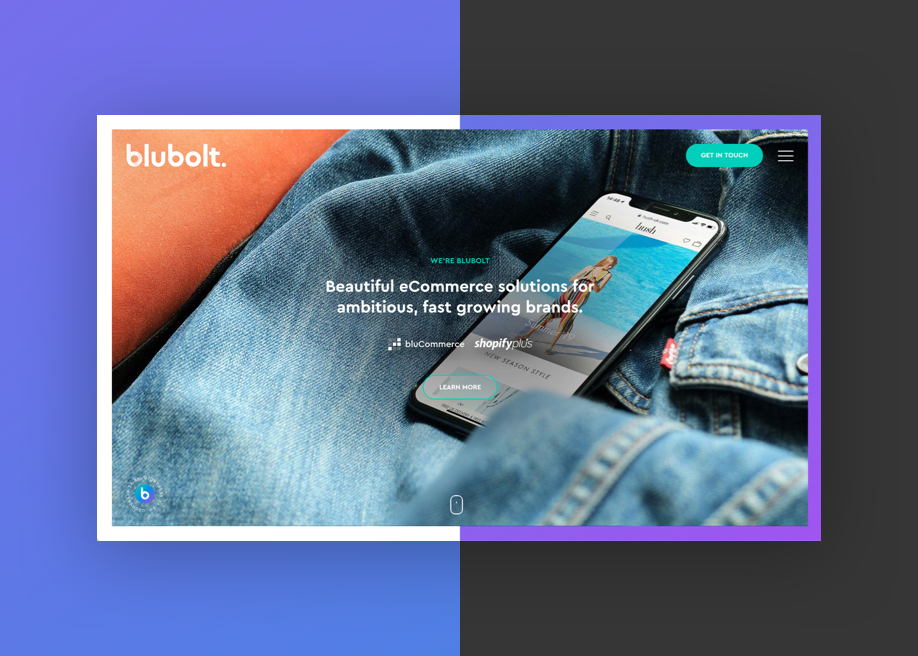 blubolt.
GET IN TOUCH
WE'RE BLUBOLT
Beautiful eCommerce solutions for
ambitious, fast growing brands.
bluCommerce shopifyplus
LEARN MORE
hush
NEW SEASON STYLE
b